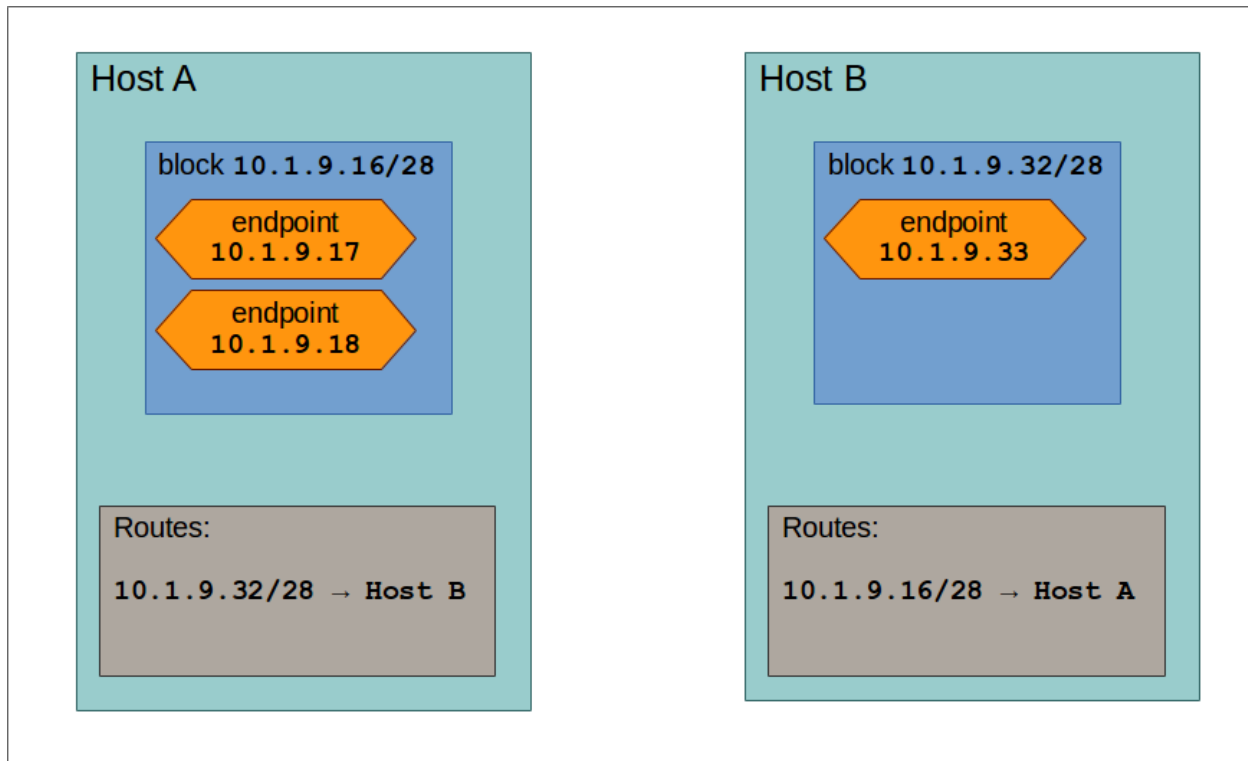 Host A
block 10.1.9.16/28
endpoint
10.1.9.17
endpoint
10.1.9.18
Routes:
10.1.9.32/28 → Host B
Host B
block 10.1.9.32/28
endpoint
10.1.9.33
Routes:
10.1.9.16/28 → Host A